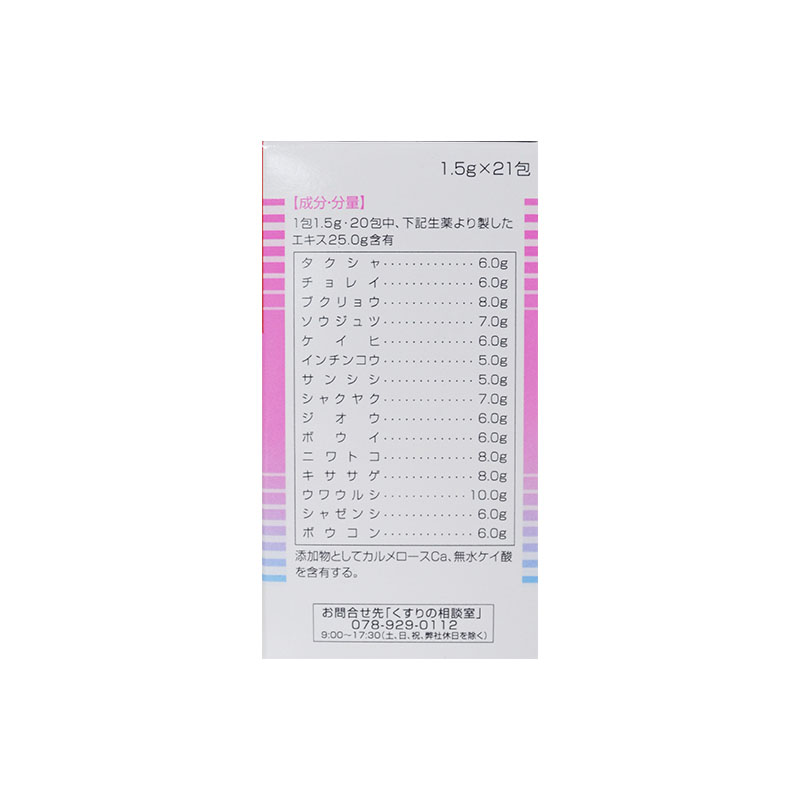 1.5g×21包
【成分・分量】
1包1.5g・20包中、下記生薬より製した
エキス25.0g含有
タクシャ・・・・・・・・・・・・・6.0g
チョレイ・・・・・・・・・・・・・6.0g
ブクリョウ・・・・・・・・・・・・・8.0g
ソウジュツ・・・・・・・・・・・・・7.0g
ケイヒ・・・・・・・・・・・・・6.0g
インチンコウ・・・・・・・・・・・・・5.0g
サンシシ・・・・・・・・・・・・・5.0g
シャクヤク・・・・・・・・・・・・・7.0g
ジオウ・・・・・・・・・・・・・6.0g
ボウイ・・・・・・・・・・・・・6.0g
ニワトコ・・・・・・・・・・・・・8.0g
キササゲ・・・・・・・・・・・・・8.0g
ウワウルシ・・・・・・・・・・・・10.0g
シャゼンシ・・・・・・・・・・・・・6.0g
ボウコン・・・・・・・・・・・・・6.0g
添加物としてカルメロースCa、無水ケイ酸
を含有する。
お問合せ先「くすりの相談室」
078-929-0112
9:00〜17:30(土、日、祝、弊社休日を除く)